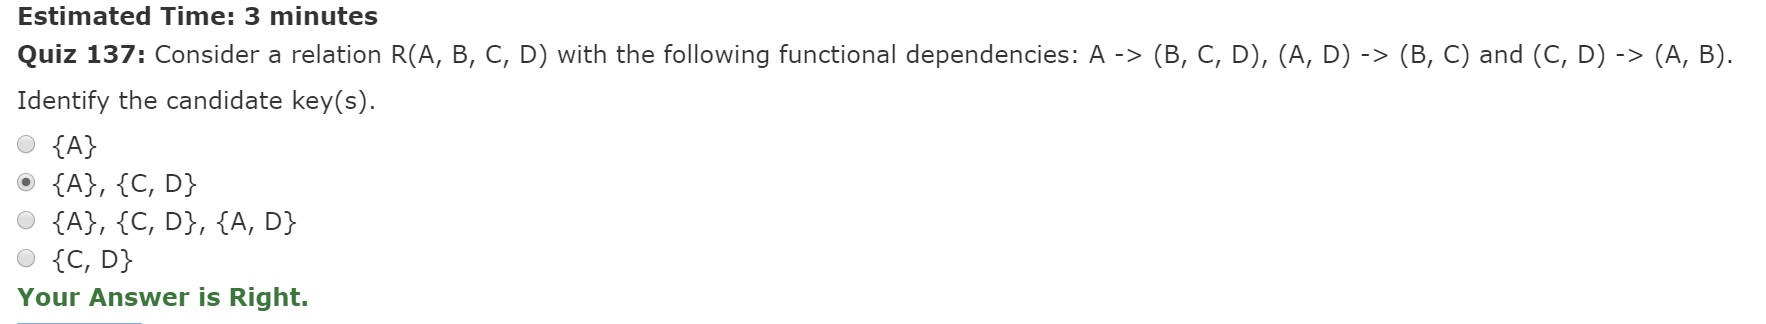 Estimated Time: 3 minutes
Quiz 137: Consider a relation R(A, B, C, D) with the following functional dependencies: A -> (B, C, D), (A, D) -> (B, C) and (C, D) -> (A, B).
Identify the candidate key(s).
{A}
{A}, {C, D}
{A}, {C, D}, {A, D}
{C, D}
Your Answer is Right.